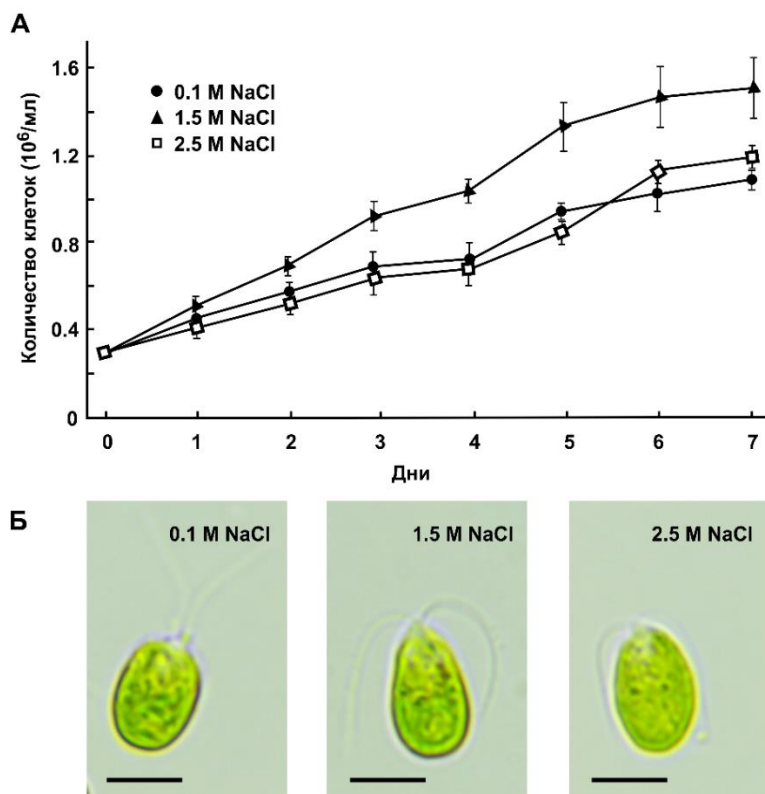 А
Количество клеток (10⁶/мл)
1.6
1.2
0.8
0.4
0
0.1 M NaCl
1.5 M NaCl
2.5 M NaCl
0 1 2 3 4 5 6 7
Дни
Б
0.1 M NaCl
1.5 M NaCl
2.5 M NaCl